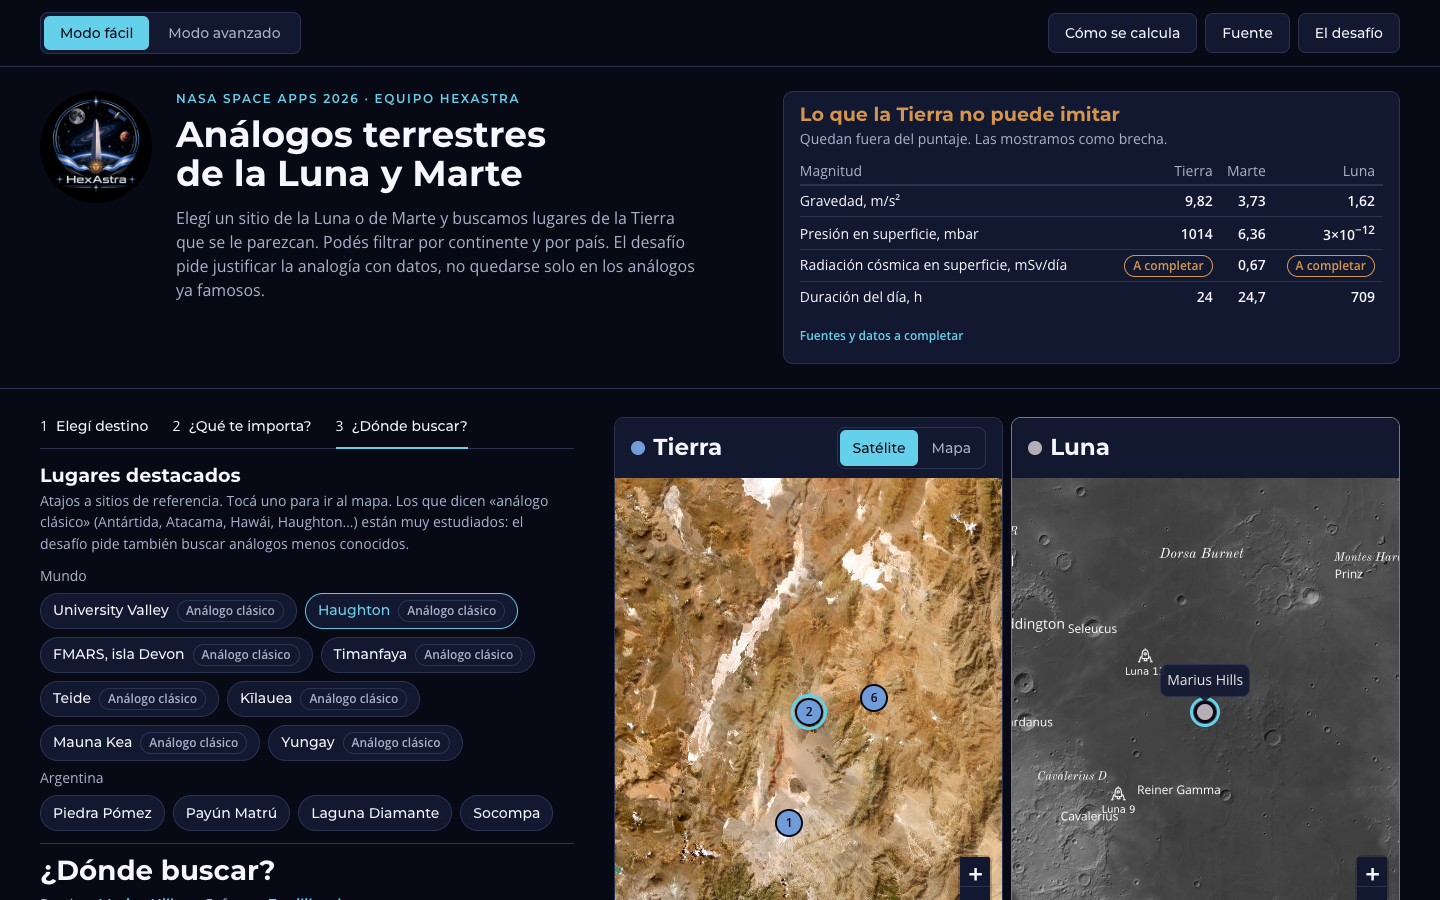 Modo fácil
Modo avanzado
Cómo se calcula
Fuente
El desafío
HexAstra
NASA SPACE APPS 2026 · EQUIPO HEXASTRA
Análogos terrestres
de la Luna y Marte
Elegí un sitio de la Luna o de Marte y buscamos lugares de la Tierra
que se le parezcan. Podés filtrar por continente y por país. El desafío
pide justificar la analogía con datos, no quedarse solo en los análogos
ya famosos.
Lo que la Tierra no puede imitar
Quedan fuera del puntaje. Las mostramos como brecha.
Magnitud Tierra Marte Luna
Gravedad, m/s² 9,82 3,73 1,62
Presión en superficie, mbar 1014 6,36 3×10⁻¹²
Radiación cósmica en superficie, mSv/día A completar 0,67 A completar
Duración del día, h 24 24,7 709
Fuentes y datos a completar
1 Elegí destino
2 ¿Qué te importa?
3 ¿Dónde buscar?
Lugares destacados
Atajos a sitios de referencia. Tocá uno para ir al mapa. Los que dicen «análogo
clásico» (Antártida, Atacama, Hawái, Haughton…) están muy estudiados: el
desafío pide también buscar análogos menos conocidos.
Mundo
University Valley Análogo clásico
Haughton Análogo clásico
FMARS, isla Devon Análogo clásico
Timanfaya Análogo clásico
Teide Análogo clásico
Kīlauea Análogo clásico
Mauna Kea Análogo clásico
Yungay Análogo clásico
Argentina
Piedra Pómez
Payún Matrú
Laguna Diamante
Socompa
¿Dónde buscar?
Tierra
Satélite
Mapa
2
6
1
+
Luna
R
Dorsa Burnet
Montes Har
Prinz
ldington
Seleucus
Luna 1
Marius Hills
rdanus
Cavalerius D
Reiner Gamma
Luna 9
Cavalerius
+